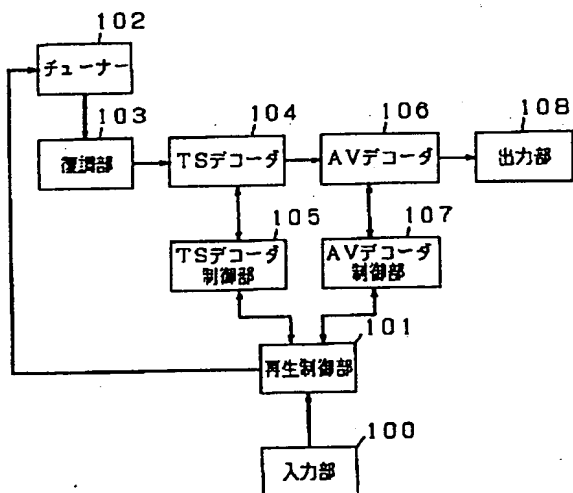 102
チューナー
103
復調部
104
TSデコーダ
106
AVデコーダ
108
出力部
105
TSデコーダ
制御部
107
AVデコーダ
制御部
101
再生制御部
100
入力部